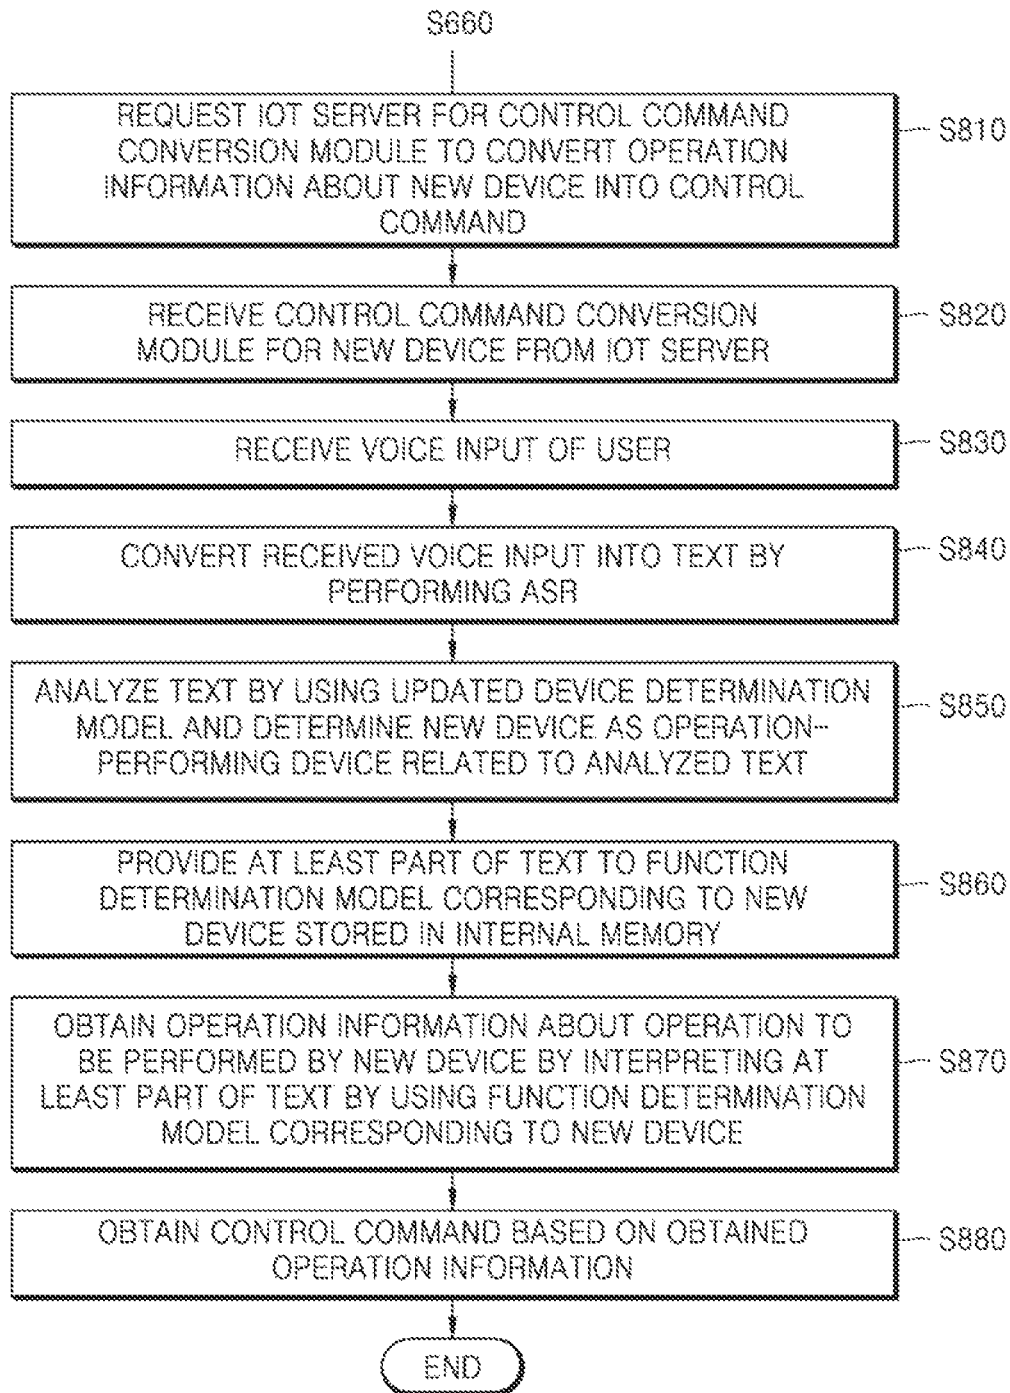 S660
REQUEST IOT SERVER FOR CONTROL COMMAND
CONVERSION MODULE TO CONVERT OPERATION
INFORMATION ABOUT NEW DEVICE INTO CONTROL
COMMAND
S810
RECEIVE CONTROL COMMAND CONVERSION
MODULE FOR NEW DEVICE FROM IOT SERVER
S820
RECEIVE VOICE INPUT OF USER
S830
CONVERT RECEIVED VOICE INPUT INTO TEXT BY
PERFORMING ASR
S840
ANALYZE TEXT BY USING UPDATED DEVICE DETERMINATION
MODEL AND DETERMINE NEW DEVICE AS OPERATION-
PERFORMING DEVICE RELATED TO ANALYZED TEXT
S850
PROVIDE AT LEAST PART OF TEXT TO FUNCTION
DETERMINATION MODEL CORRESPONDING TO NEW
DEVICE STORED IN INTERNAL MEMORY
S860
OBTAIN OPERATION INFORMATION ABOUT OPERATION TO
BE PERFORMED BY NEW DEVICE BY INTERPRETING AT
LEAST PART OF TEXT BY USING FUNCTION DETERMINATION
MODEL CORRESPONDING TO NEW DEVICE
S870
OBTAIN CONTROL COMMAND BASED ON OBTAINED
OPERATION INFORMATION
S880
END